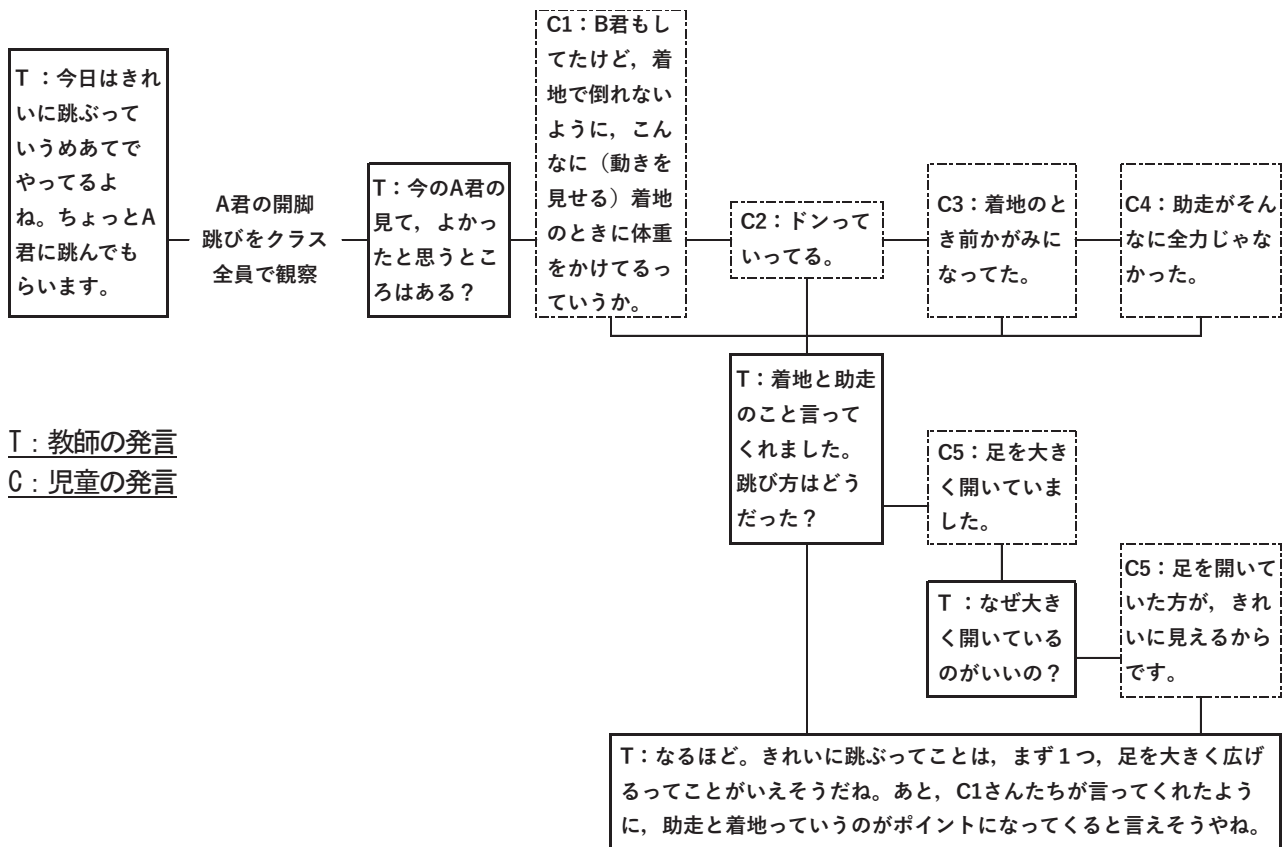 T ：今日はきれ
いに跳ぶって
いうめあてで
やってるよ
ね。ちょっとA
君に跳んでも
らいます。
A君の開脚
跳びをクラス
全員で観察
T：今のA君の
見て，よかっ
たと思うとこ
ろはある？
C1：B君もし
てたけど，着
地で倒れない
ように，こん
なに（動きを
見せる）着地
のときに体重
をかけてるっ
ていうか。
C2：ドンって
いってる。
C3：着地のと
き前かがみに
なってた。
C4：助走がそん
なに全力じゃな
かった。
T：着地と助走
のこと言って
くれました。
跳び方はどう
だった？
C5：足を大き
く開いていま
した。
T ：なぜ大き
く開いている
のがいいの？
C5：足を開いて
いた方が，きれ
いに見えるから
です。
T：なるほど。きれいに跳ぶってことは，まず１つ，足を大きく広げ
るってことがいえそうだね。あと，C1さんたちが言ってくれたよう
に，助走と着地っていうのがポイントになってくると言えそうやね。
T：教師の発言
C：児童の発言